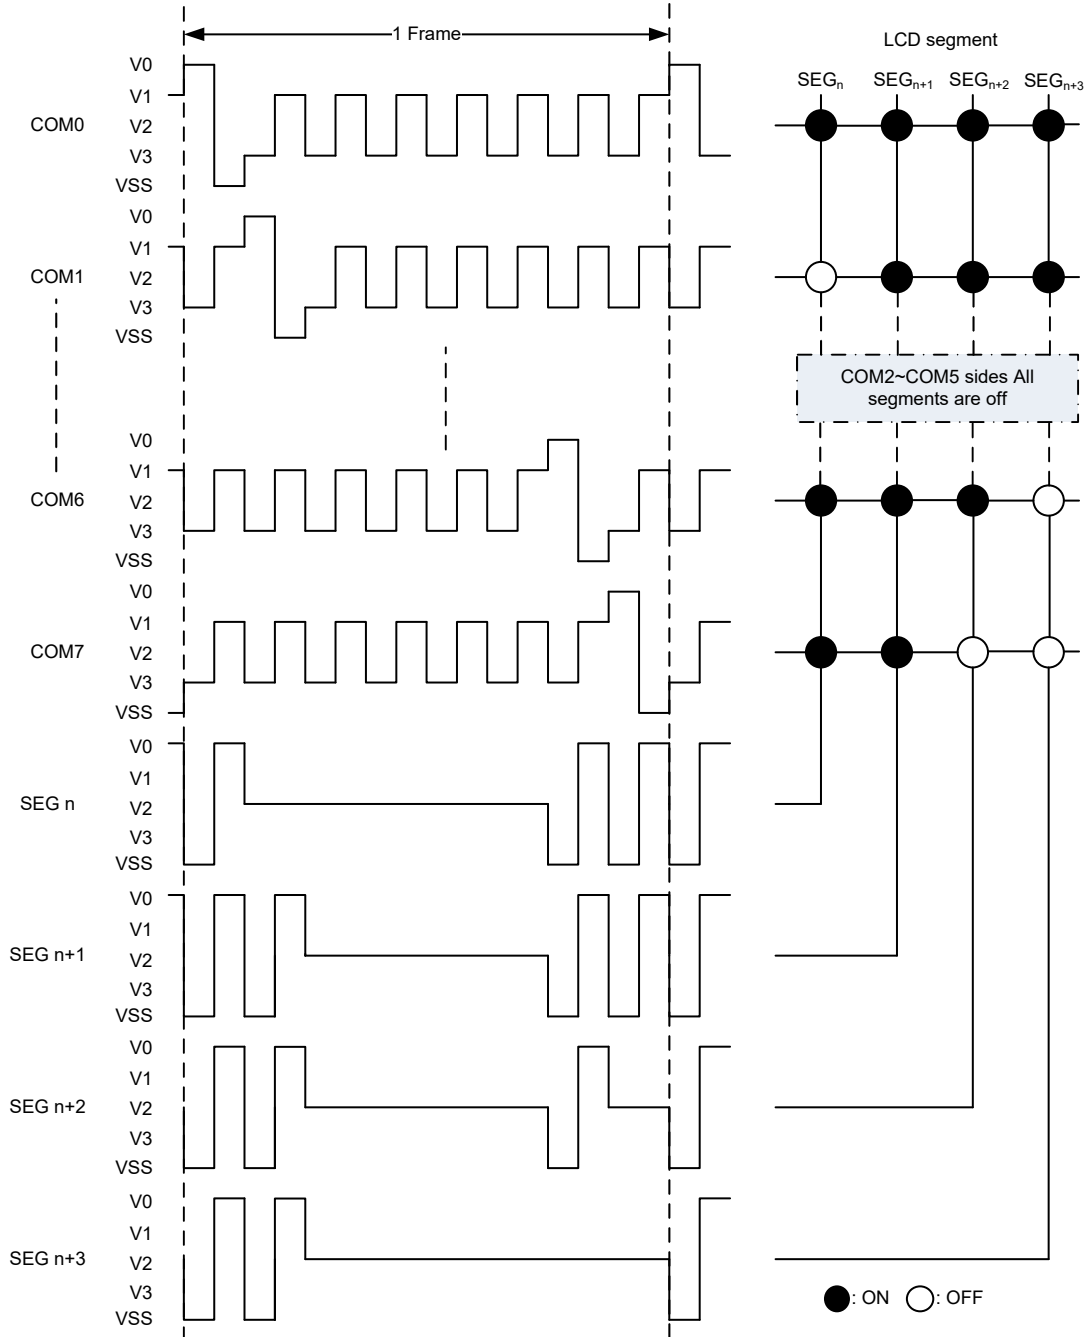 1 Frame
LCD segment
SEGn SEGn+1 SEGn+2 SEGn+3
V0
V1
COM0 V2
V3
VSS
V0
V1
COM1 V2
V3
VSS
COM2~COM5 sides All
segments are off
V0
V1
COM6 V2
V3
VSS
V0
V1
COM7 V2
V3
VSS
V0
V1
SEG n V2
V3
VSS
V0
V1
SEG n+1 V2
V3
VSS
V0
V1
SEG n+2 V2
V3
VSS
V0
V1
SEG n+3 V2
V3
VSS
: ON : OFF